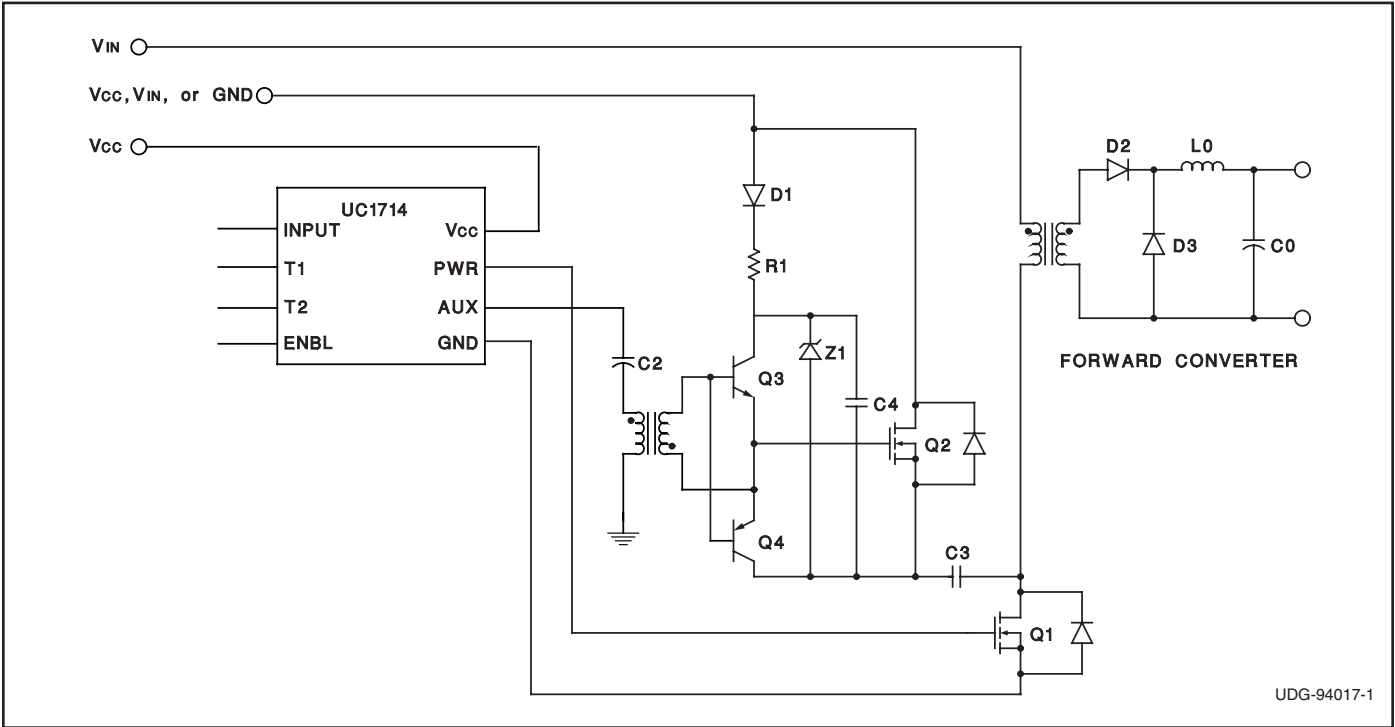 VIN
VCC, VIN, or GND
VCC
UC1714
INPUT
VCC
T1
PWR
T2
AUX
ENBL
GND
C2
D1
R1
Q3
Z1
C4
Q2
Q4
C3
Q1
D2
L0
D3
C0
FORWARD CONVERTER
UDG-94017-1